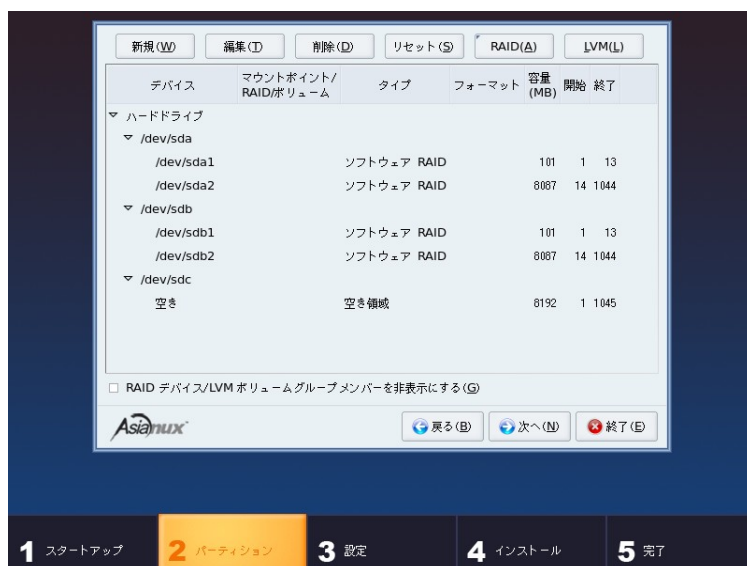 新規(W) 編集(T) 削除(D) リセット(S) RAID(A) LVM(L)
デバイス マウントポイント/RAID/ボリューム タイプ フォーマット 容量(MB) 開始 終了
ハードドライブ
/dev/sda
/dev/sda1 ソフトウェア RAID 101 1 13
/dev/sda2 ソフトウェア RAID 8087 14 1044
/dev/sdb
/dev/sdb1 ソフトウェア RAID 101 1 13
/dev/sdb2 ソフトウェア RAID 8087 14 1044
/dev/sdc
空き 空き領域 8192 1 1045
RAID デバイス/LVM ボリュームグループメンバーを非表示にする(G)
Asianux 戻る(B) 次へ(N) 終了(E)
1 スタートアップ 2 パーティション 3 設定 4 インストール 5 完了